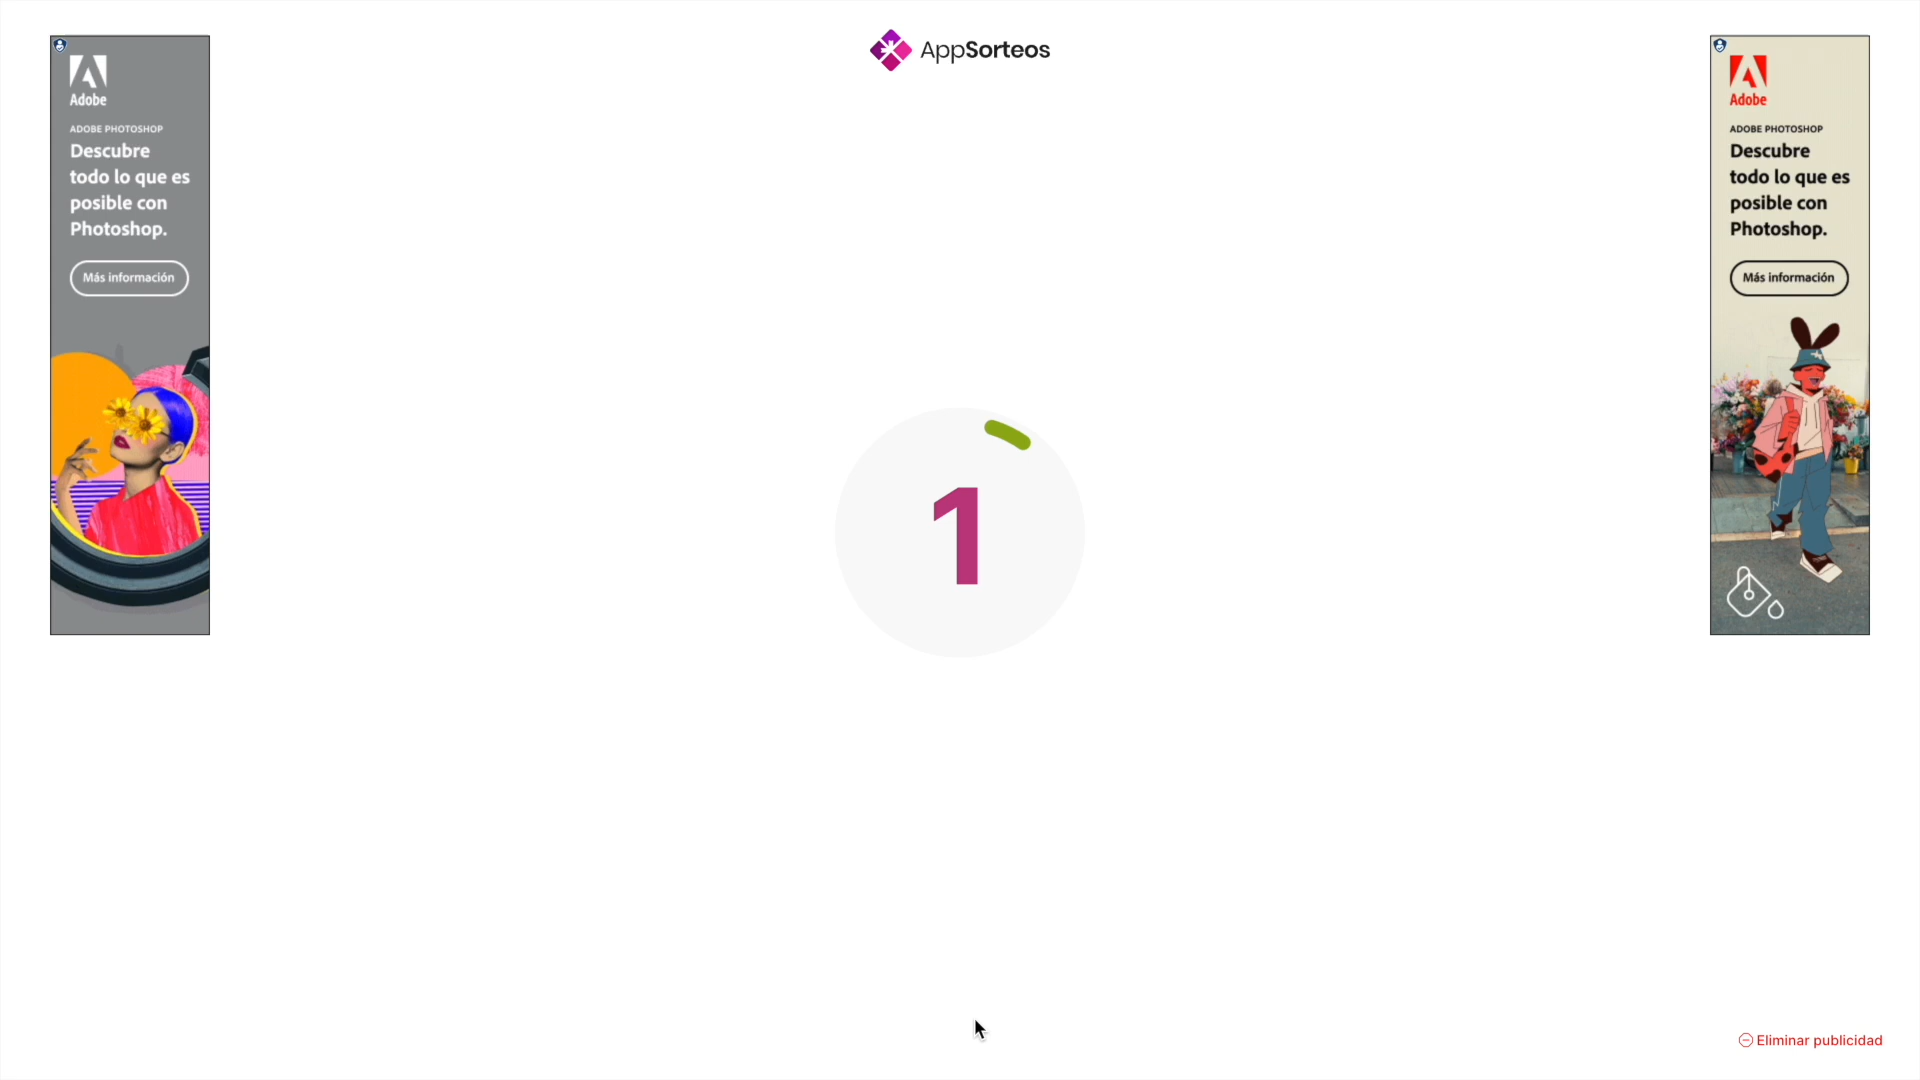 Adobe
ADOBE PHOTOSHOP
Descubre
todo lo que es
posible con
Photoshop.
Más información
AppSorteos
1
Adobe
ADOBE PHOTOSHOP
Descubre
todo lo que es
posible con
Photoshop.
Más información
Eliminar publicidad